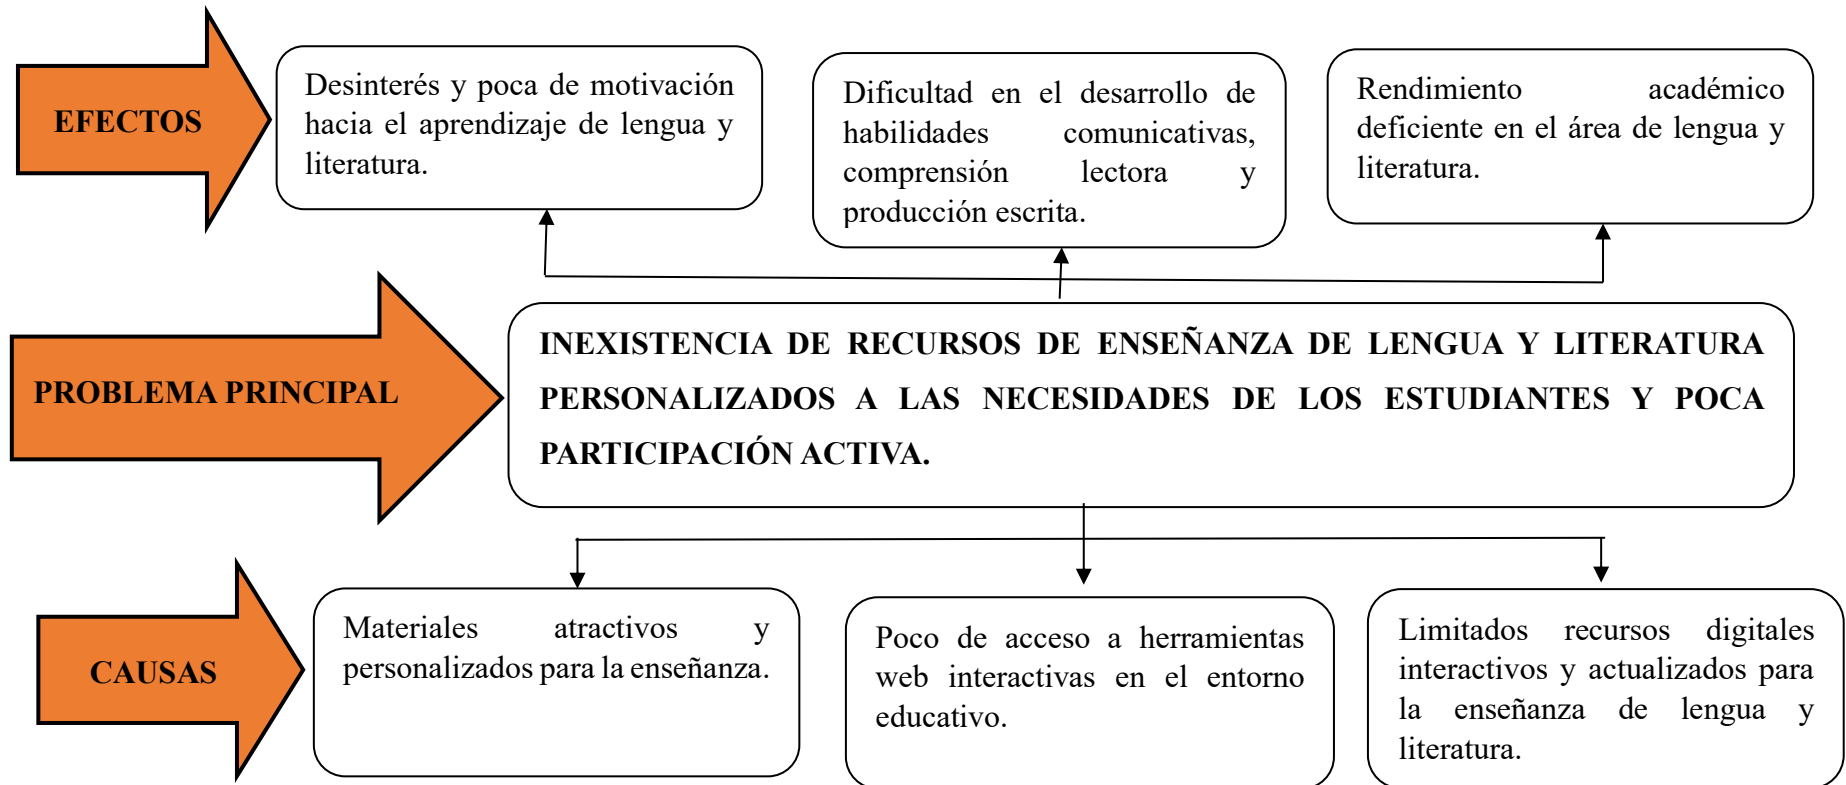 EFECTOS
Desinterés y poca de motivación
hacia el aprendizaje de lengua y
literatura.
Dificultad en el desarrollo de
habilidades comunicativas,
comprensión lectora y
producción escrita.
Rendimiento académico
deficiente en el área de lengua y
literatura.
PROBLEMA PRINCIPAL
INEXISTENCIA DE RECURSOS DE ENSEÑANZA DE LENGUA Y LITERATURA
PERSONALIZADOS A LAS NECESIDADES DE LOS ESTUDIANTES Y POCA
PARTICIPACIÓN ACTIVA.
CAUSAS
Materiales atractivos y
personalizados para la enseñanza.
Poco de acceso a herramientas
web interactivas en el entorno
educativo.
Limitados recursos digitales
interactivos y actualizados para
la enseñanza de lengua y
literatura.